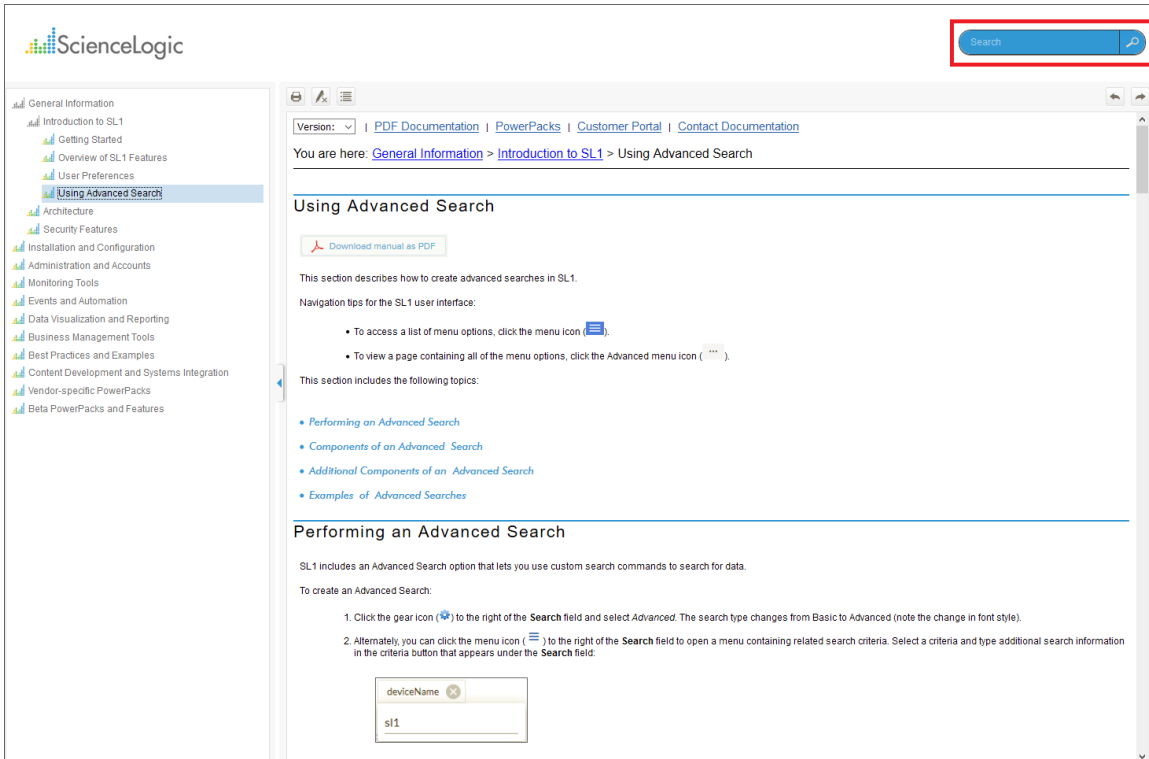 ScienceLogic
Search
General Information
Introduction to SL1
Getting Started
Overview of SL1 Features
User Preferences
Using Advanced Search
Architecture
Security Features
Installation and Configuration
Administration and Accounts
Monitoring Tools
Events and Automation
Data Visualization and Reporting
Business Management Tools
Best Practices and Examples
Content Development and Systems Integration
Vendor-specific PowerPacks
Beta PowerPacks and Features
Version: | PDF Documentation | PowerPacks | Customer Portal | Contact Documentation
You are here: General Information > Introduction to SL1 > Using Advanced Search
Using Advanced Search
Download manual as PDF
This section describes how to create advanced searches in SL1.
Navigation tips for the SL1 user interface:
• To access a list of menu options, click the menu icon ( ).
• To view a page containing all of the menu options, click the Advanced menu icon ( ... ).
This section includes the following topics:
• Performing an Advanced Search
• Components of an Advanced Search
• Additional Components of an Advanced Search
• Examples of Advanced Searches
Performing an Advanced Search
SL1 includes an Advanced Search option that lets you use custom search commands to search for data.
To create an Advanced Search:
1. Click the gear icon ( ) to the right of the Search field and select Advanced. The search type changes from Basic to Advanced (note the change in font style).
2. Alternately, you can click the menu icon ( ) to the right of the Search field to open a menu containing related search criteria. Select a criteria and type additional search information
in the criteria button that appears under the Search field:
deviceName
sl1